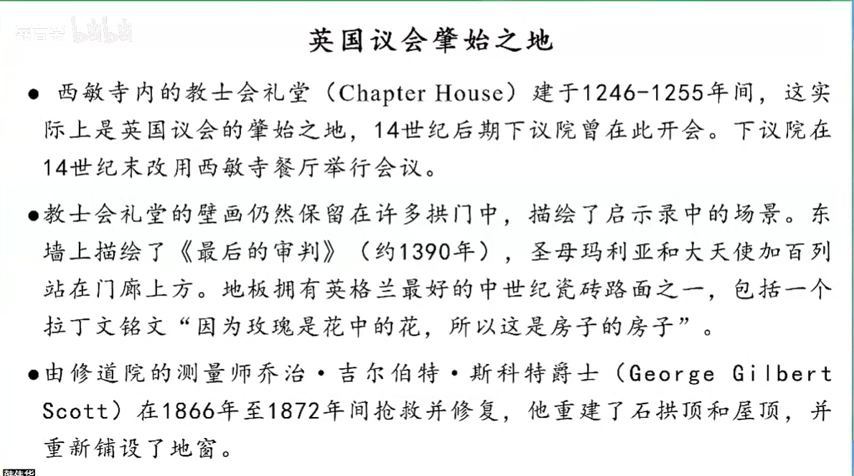 英国议会肇始之地
● 西敏寺内的教士会礼堂（Chapter House）建于1246-1255年间，这实
际上是英国议会的肇始之地，14世纪后期下议院曾在此开会。下议院在
14世纪末改用西敏寺餐厅举行会议。
●教士会礼堂的壁画仍然保留在许多拱门中，描绘了启示录中的场景。东
墙上描绘了《最后的审判》（约1390年），圣母玛利亚和大天使加百列
站在门廊上方。地板拥有英格兰最好的中世纪瓷砖路面之一，包括一个
拉丁文铭文“因为玫瑰是花中的花，所以这是房子的房子”。
●由修道院的测量师乔治·吉尔伯特·斯科特爵士（George Gilbert
Scott）在1866年至1872年间抢救并修复，他重建了石拱顶和屋顶，并
重新铺设了地窗。